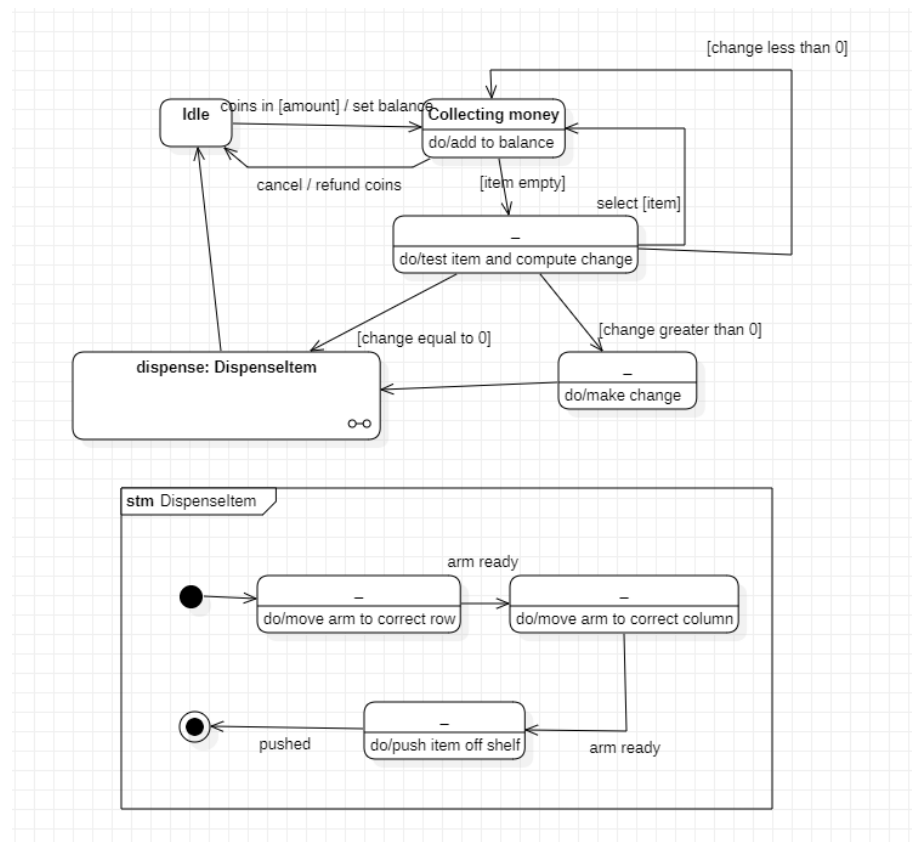 [change less than 0]
coins in [amount] / set balance
Idle
Collecting money
do/add to balance
cancel / refund coins
[item empty]
select [item]
_
do/test item and compute change
[change equal to 0]
[change greater than 0]
dispense: DispenseItem
_
do/make change
stm DispenseItem
arm ready
_
do/move arm to correct row
_
do/move arm to correct column
_
do/push item off shelf
pushed
arm ready